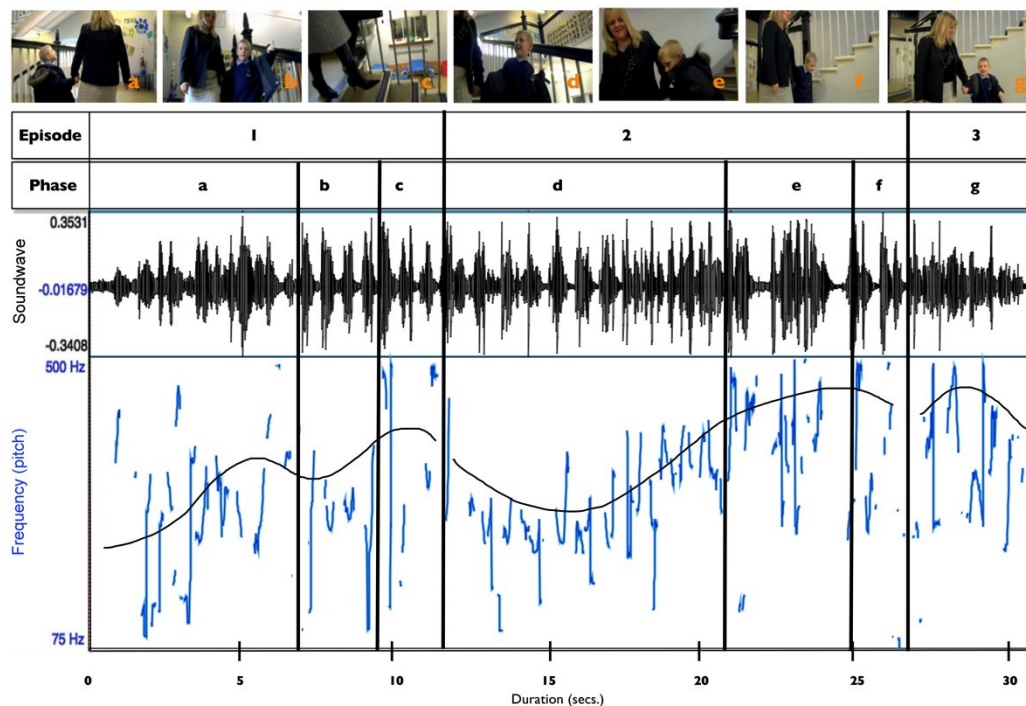 a b c d e f g
Episode 1 2 3
Phase a b c d e f g
0.3531
Soundwave
-0.01679
-0.3408
500 Hz
Frequency (pitch)
75 Hz
0 5 10 15 20 25 30
Duration (secs.)